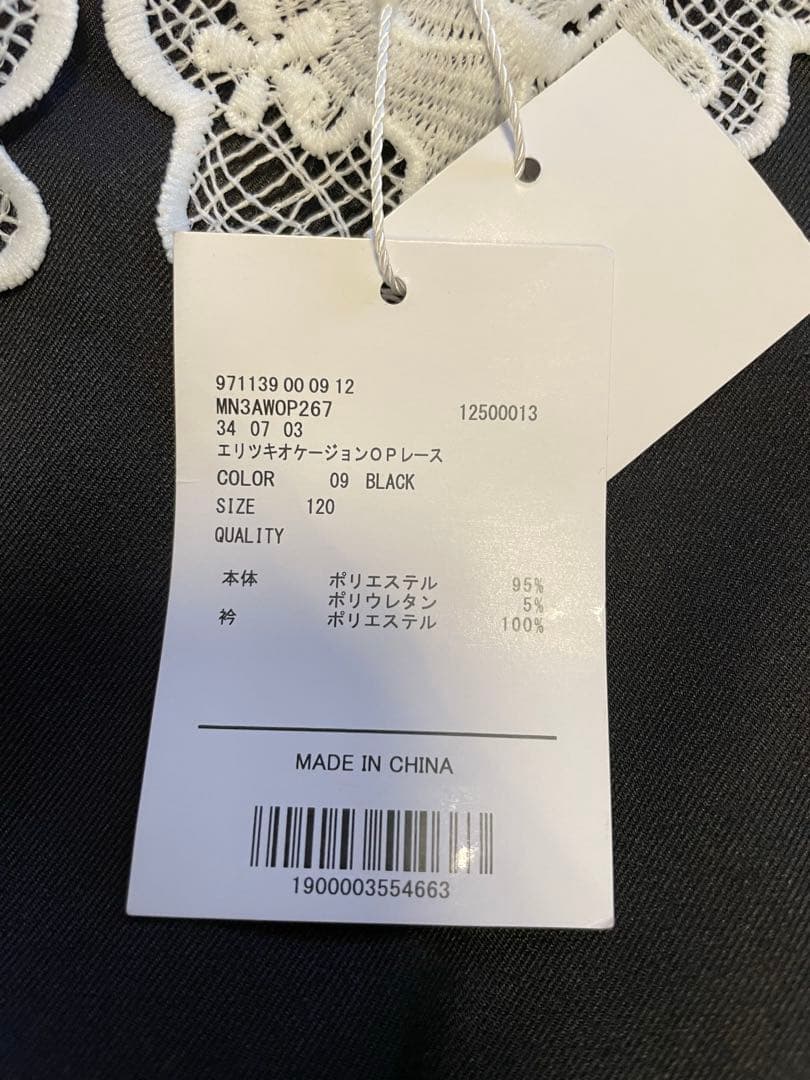 971139 00 09 12
MN3AWOP267 12500013
34 07 03
エリツキオケージョンOPレース
COLOR 09 BLACK
SIZE 120
QUALITY
本体 ポリエステル 95%
ポリウレタン 5%
衿 ポリエステル 100%
MADE IN CHINA
1900003554663